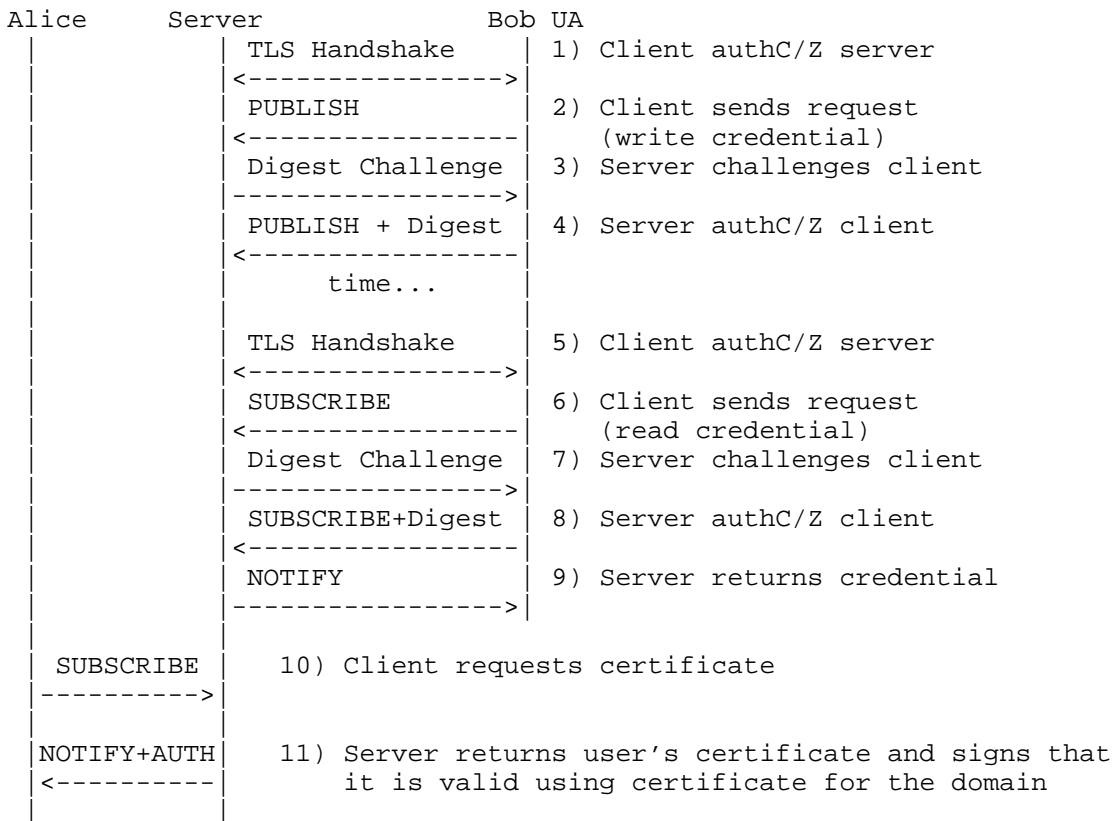 Alice Server Bob UA
TLS Handshake 1) Client authC/Z server
PUBLISH 2) Client sends request
(write credential)
Digest Challenge 3) Server challenges client
PUBLISH + Digest 4) Server authC/Z client
time...
TLS Handshake 5) Client authC/Z server
SUBSCRIBE 6) Client sends request
(read credential)
Digest Challenge 7) Server challenges client
SUBSCRIBE+Digest 8) Server authC/Z client
NOTIFY 9) Server returns credential
SUBSCRIBE 10) Client requests certificate
NOTIFY+AUTH 11) Server returns user's certificate and signs that
it is valid using certificate for the domain